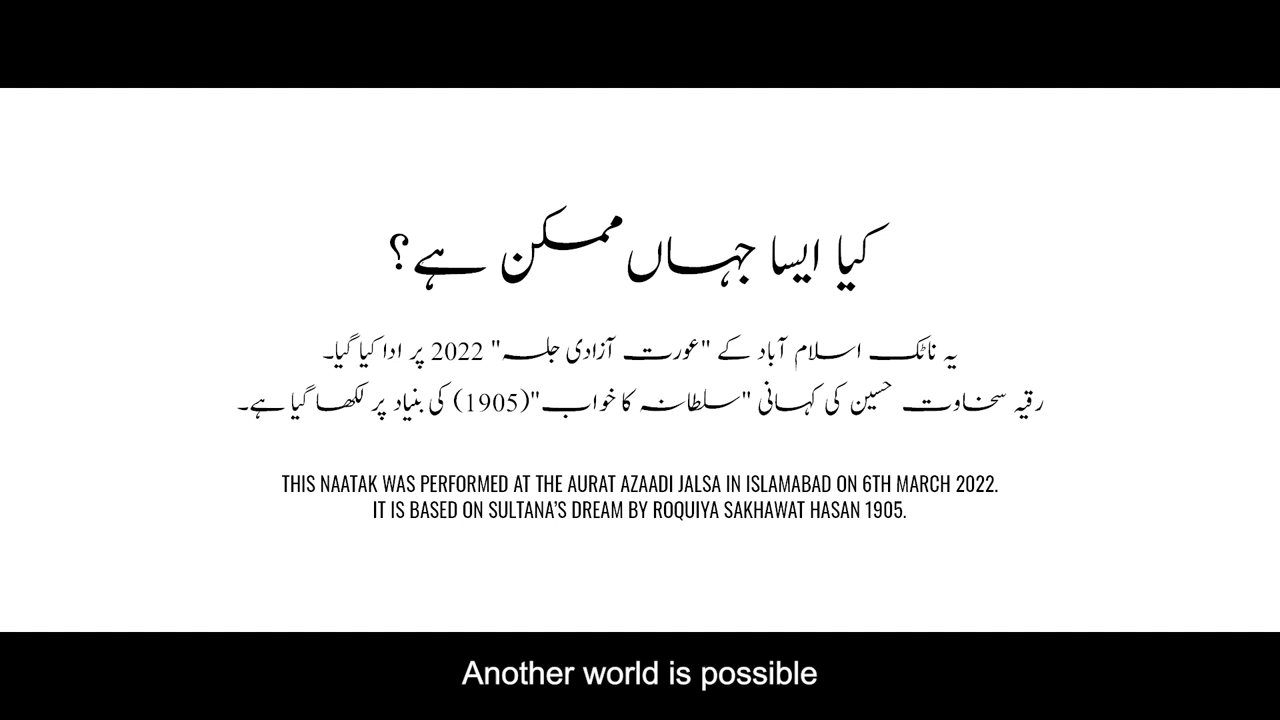 کیا ایسا جہاں ممکن ہے؟
یہ ناٹک اسلام آباد کے "عورت آزادی جلسہ" 2022 پر ادا کیا گیا۔
رقیہ سخاوت حسین کی کہانی "سلطانہ کا خواب"(1905) کی بنیاد پر لکھا گیا ہے۔
THIS NAATAK WAS PERFORMED AT THE AURAT AZAADI JALSA IN ISLAMABAD ON 6TH MARCH 2022.
IT IS BASED ON SULTANA'S DREAM BY ROQUIYA SAKHAWAT HASAN 1905.
Another world is possible